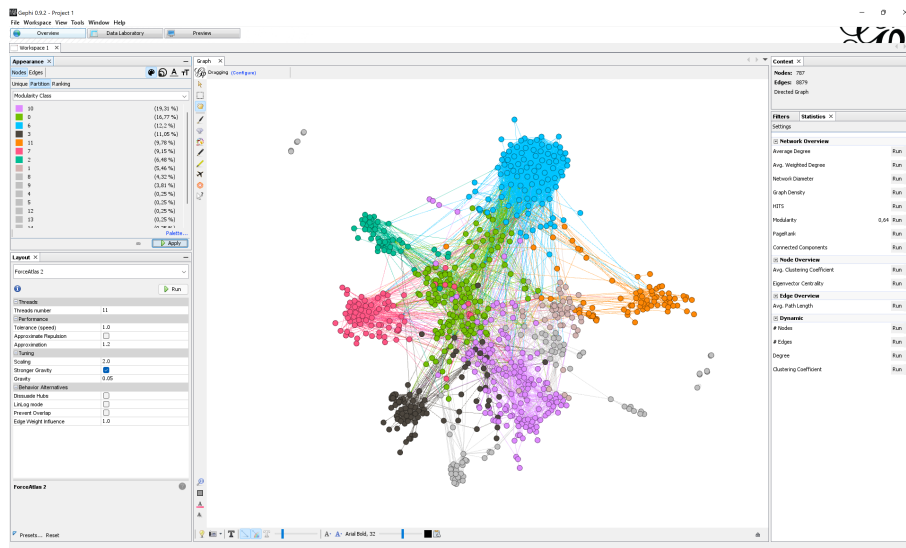 Gephi 0.9.2 - Project 1
File Workspace View Tools Window Help
Overview Data Laboratory Preview
Workspace 1 ×
Appearance ×
Nodes Edges
Unique Partition Ranking
Modularity Class
10 (19,31 %)
0 (16,77 %)
6 (12,2 %)
3 (11,05 %)
11 (9,78 %)
7 (9,15 %)
2 (6,48 %)
1 (5,46 %)
8 (4,32 %)
9 (3,81 %)
4 (0,25 %)
5 (0,25 %)
12 (0,25 %)
13 (0,25 %)
Palette...
Apply
Layout ×
ForceAtlas 2
Run
Threads
Threads number 11
Performance
Tolerance (speed) 1.0
Approximate Repulsion
Approximation 1.2
Tuning
Scaling 2.0
Stronger Gravity
Gravity 0.05
Behavior Alternatives
Dissuade Hubs
LinLog mode
Prevent Overlap
Edge Weight Influence 1.0
ForceAtlas 2
Presets... Reset
Graph ×
Dragging (Configure)
T T A- A- Arial Bold, 32
Context ×
Nodes: 787
Edges: 8879
Directed Graph
Filters Statistics ×
Settings
Network Overview
Average Degree Run
Avg. Weighted Degree Run
Network Diameter Run
Graph Density Run
HITS Run
Modularity 0,64 Run
PageRank Run
Connected Components Run
Node Overview
Avg. Clustering Coefficient Run
Eigenvector Centrality Run
Edge Overview
Avg. Path Length Run
Dynamic
# Nodes Run
# Edges Run
Degree Run
Clustering Coefficient Run